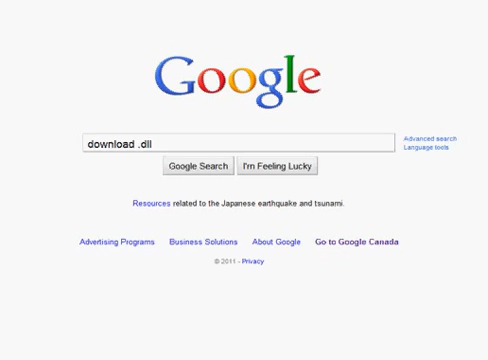 Google
download .dll
Advanced search
Language tools
Google Search
I'm Feeling Lucky
Resources related to the Japanese earthquake and tsunami.
Advertising Programs Business Solutions About Google Go to Google Canada
© 2011 - Privacy